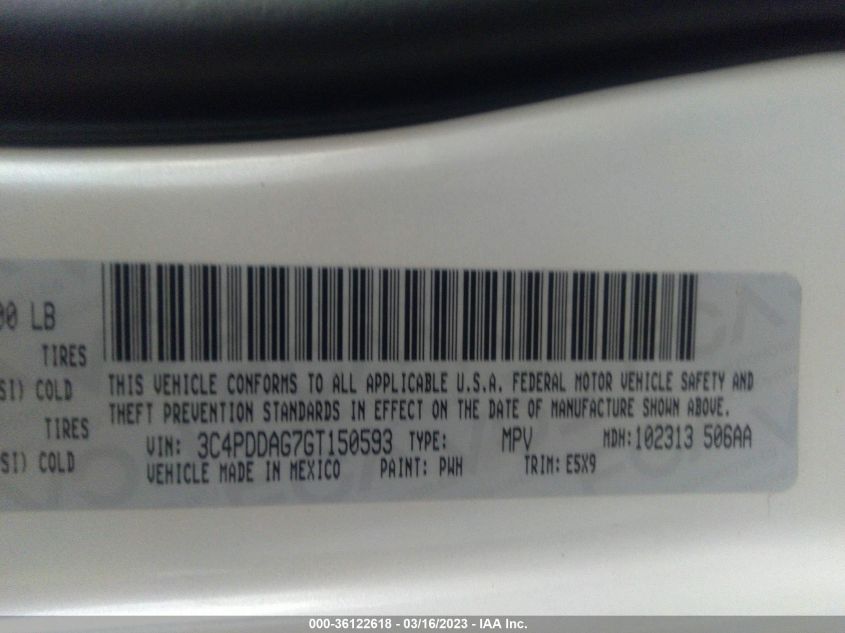 00 LB
TIRES
SI) COLD
TIRES
SI) COLD
THIS VEHICLE CONFORMS TO ALL APPLICABLE U.S.A. FEDERAL MOTOR VEHICLE SAFETY AND
THEFT PREVENTION STANDARDS IN EFFECT ON THE DATE OF MANUFACTURE SHOWN ABOVE.
VIN: 3C4PDDAG7GT150593 TYPE: MPV MDH:102313 506AA
VEHICLE MADE IN MEXICO PAINT: PWH TRIM: E5X9
000-36122618 - 03/16/2023 - IAA Inc.